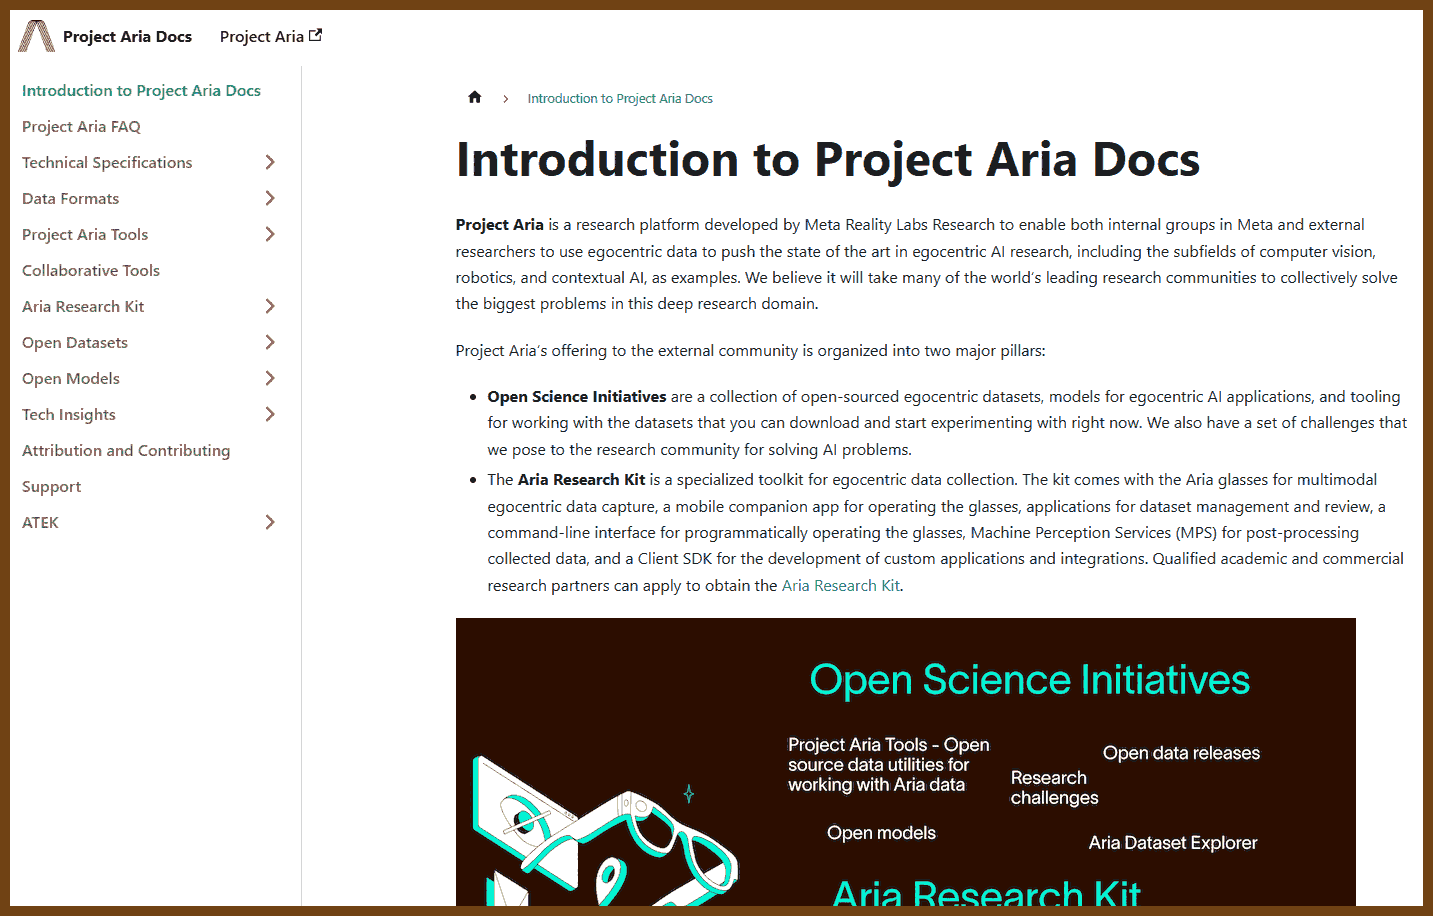 Project Aria Docs Project Aria
Introduction to Project Aria Docs
Project Aria FAQ
Technical Specifications
Data Formats
Project Aria Tools
Collaborative Tools
Aria Research Kit
Open Datasets
Open Models
Tech Insights
Attribution and Contributing
Support
ATEK
Introduction to Project Aria Docs
Introduction to Project Aria Docs
Project Aria is a research platform developed by Meta Reality Labs Research to enable both internal groups in Meta and external
researchers to use egocentric data to push the state of the art in egocentric AI research, including the subfields of computer vision,
robotics, and contextual AI, as examples. We believe it will take many of the world's leading research communities to collectively solve
the biggest problems in this deep research domain.
Project Aria's offering to the external community is organized into two major pillars:
• Open Science Initiatives are a collection of open-sourced egocentric datasets, models for egocentric AI applications, and tooling
for working with the datasets that you can download and start experimenting with right now. We also have a set of challenges that
we pose to the research community for solving AI problems.
• The Aria Research Kit is a specialized toolkit for egocentric data collection. The kit comes with the Aria glasses for multimodal
egocentric data capture, a mobile companion app for operating the glasses, applications for dataset management and review, a
command-line interface for programmatically operating the glasses, Machine Perception Services (MPS) for post-processing
collected data, and a Client SDK for the development of custom applications and integrations. Qualified academic and commercial
research partners can apply to obtain the Aria Research Kit.
Open Science Initiatives
Project Aria Tools - Open
source data utilities for
working with Aria data
Open data releases
Research
challenges
Open models
Aria Dataset Explorer
Aria Research Kit